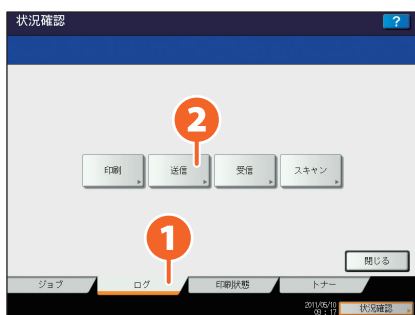 状況確認 ?
2
印刷 送信 受信 スキャン
1
閉じる
ジョブ ログ 印刷状態 トナー
2011/05/10
09 : 17 状況確認